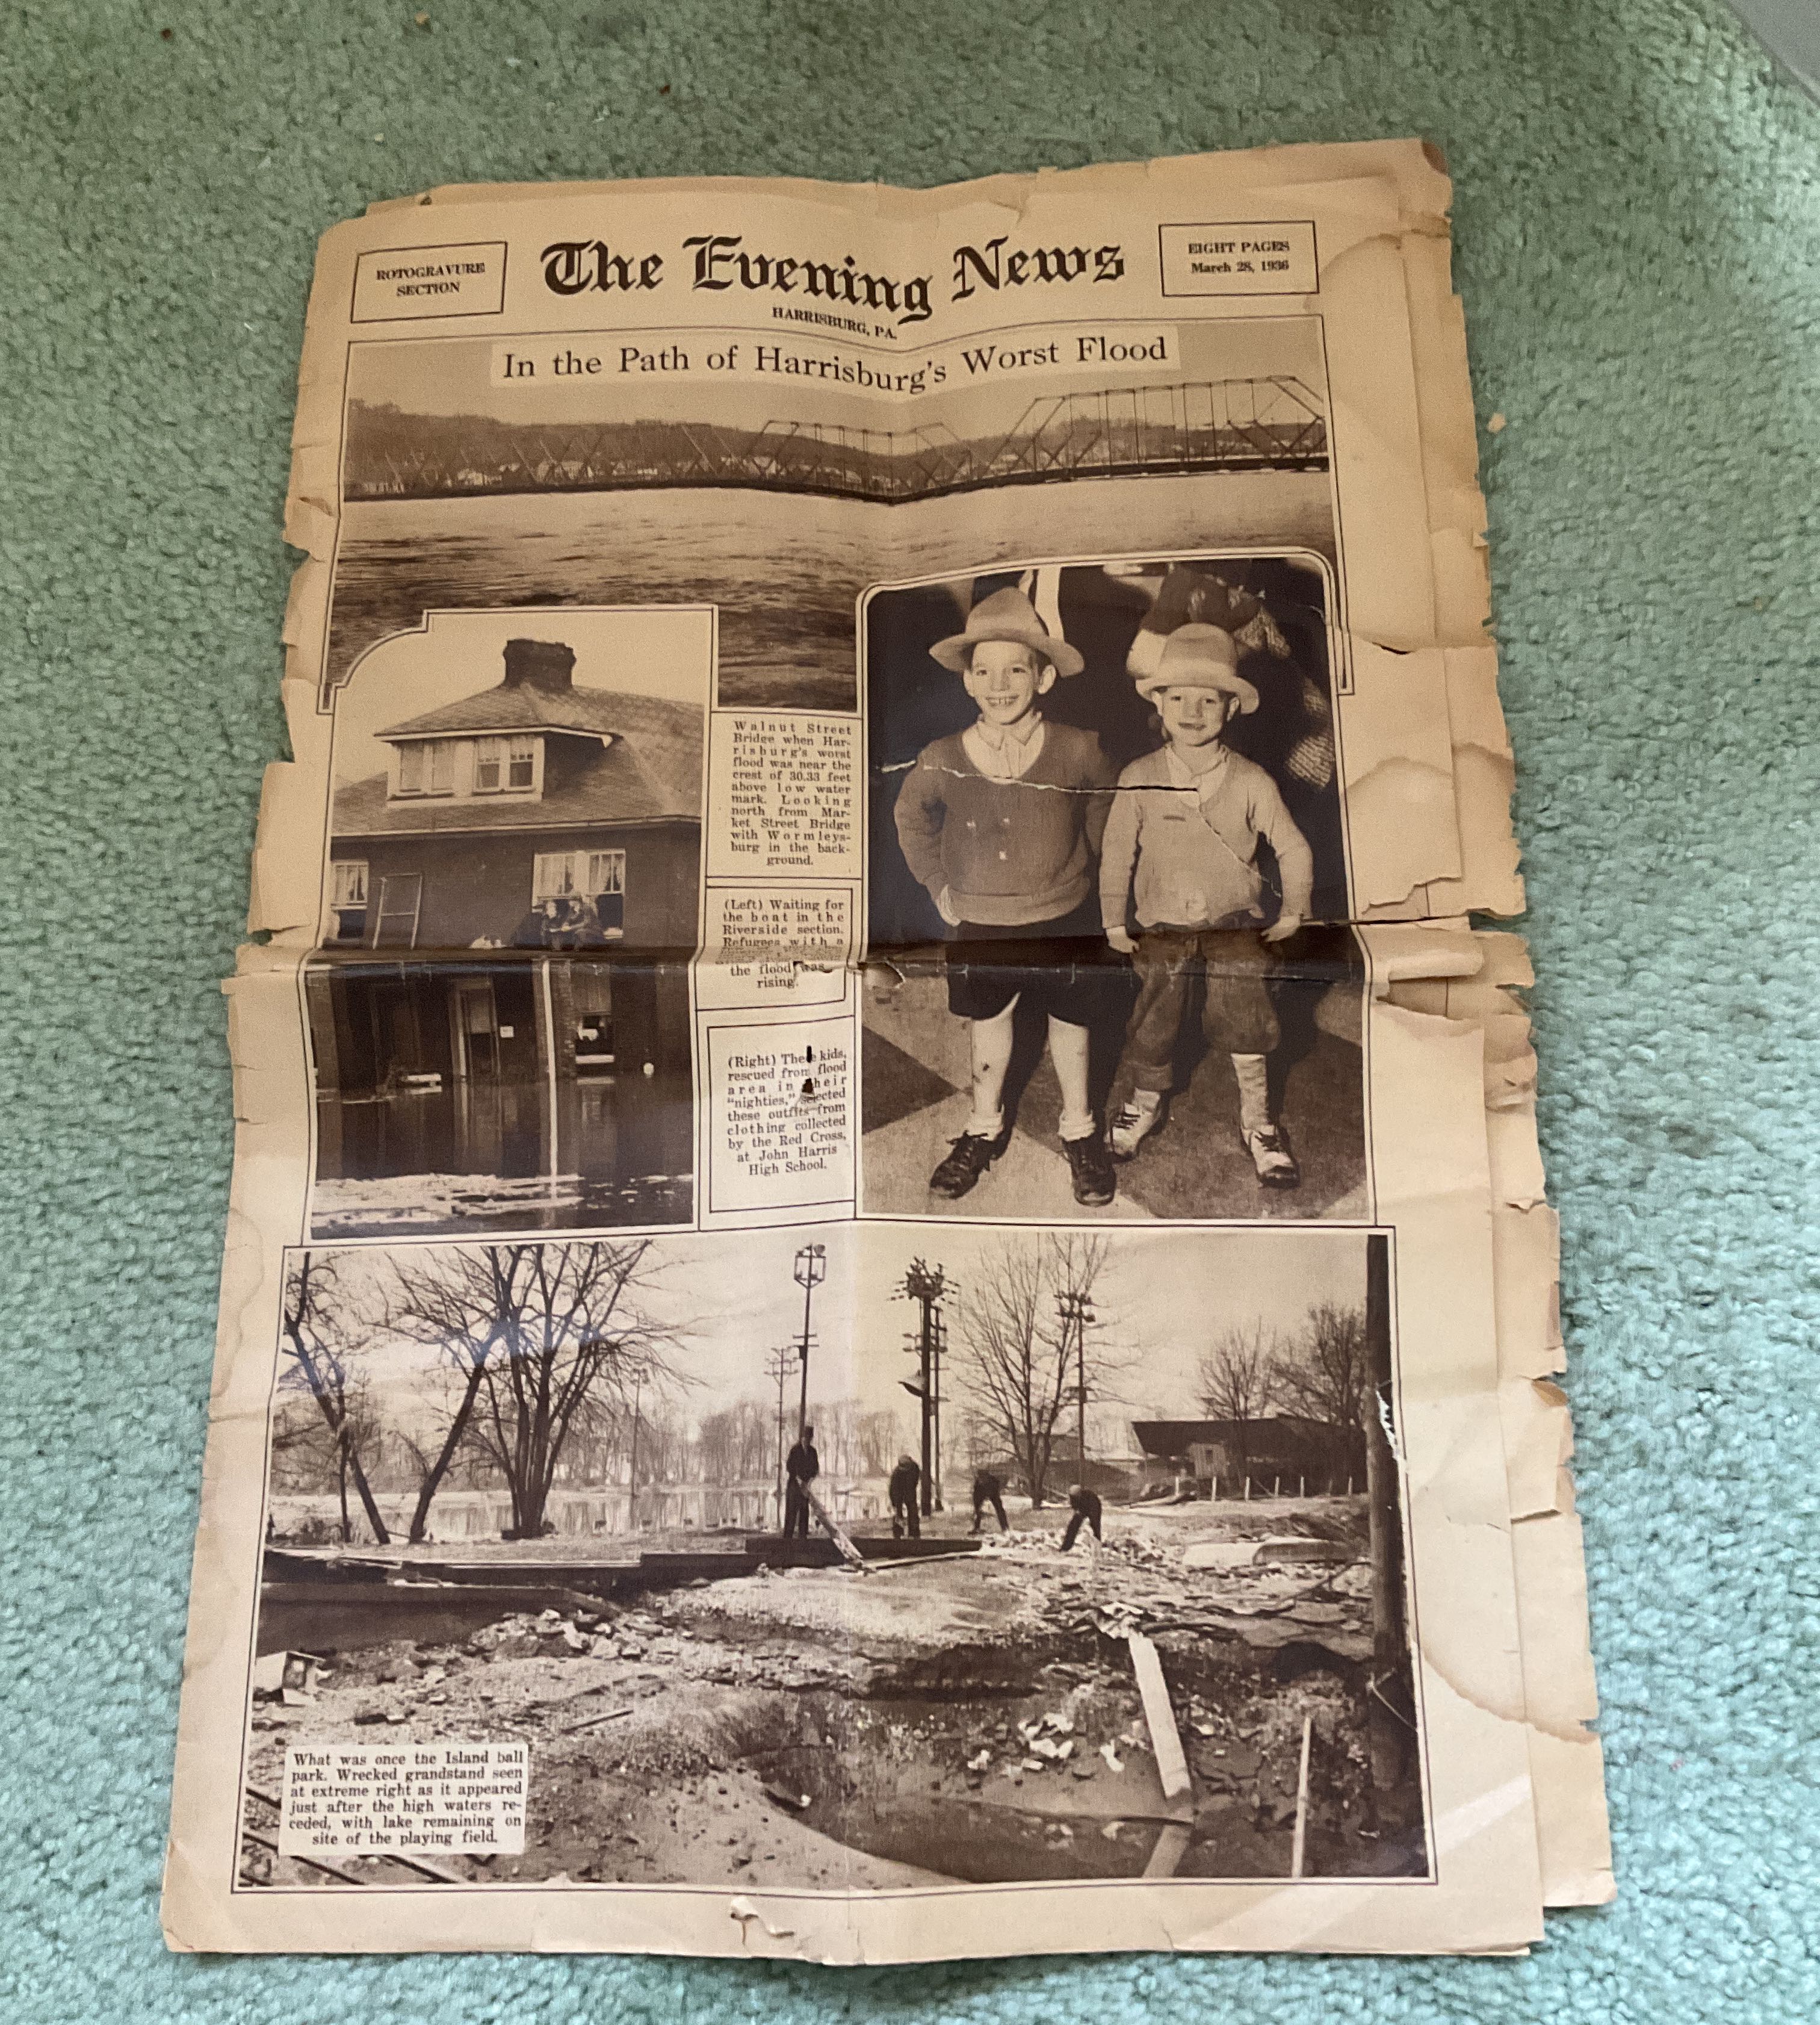 ROTOGRAVURE
SECTION
The Evening News
HARRISBURG, PA.
EIGHT PAGES
March 28, 1936
In the Path of Harrisburg's Worst Flood
Walnut Street
Bridge when Har-
risburg's worst
flood was near the
crest of 30.33 feet
above low water
mark. Looking
north from Mar-
ket Street Bridge
with Wormleys-
burg in the back-
ground.
(Left) Waiting for
the boat in the
Riverside section.
Refugees with a
the flood was
rising.
(Right) These kids,
rescued from flood
area in their
"nighties," selected
these outfits from
clothing collected
by the Red Cross,
at John Harris
High School.
What was once the Island ball
park. Wrecked grandstand seen
at extreme right as it appeared
just after the high waters re-
ceded, with lake remaining on
site of the playing field.